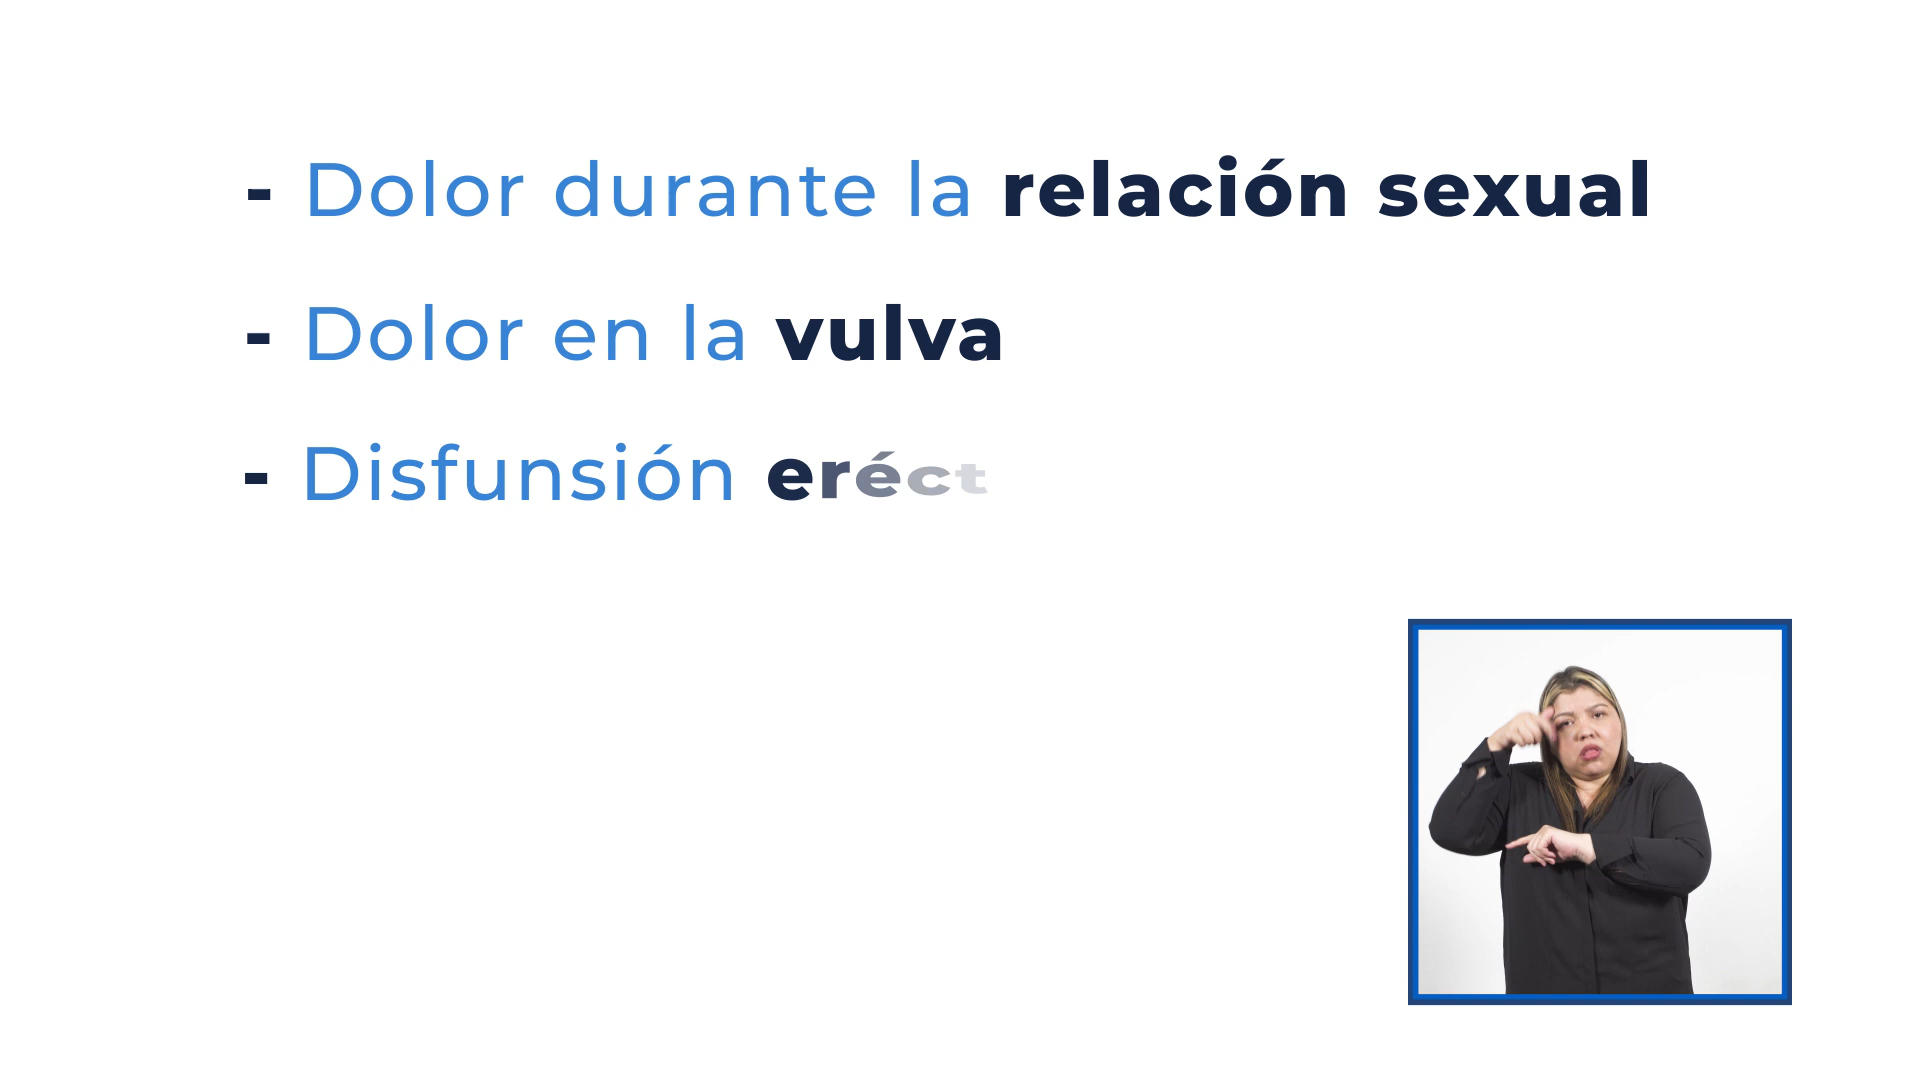 - Dolor durante la relación sexual
- Dolor en la vulva
- Disfunsión eréct